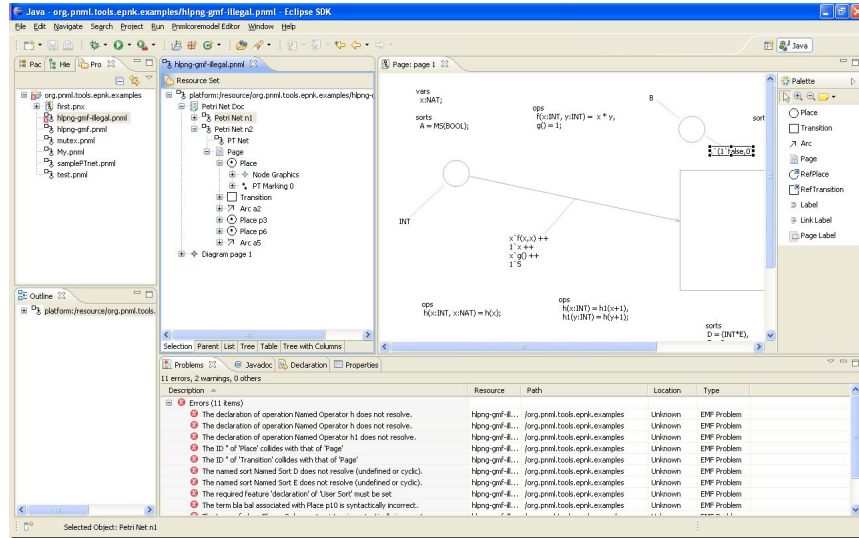 Java - org.pnml.tools.epnk.examples/hlpng-gmf-illegal.pnml - Eclipse SDK
File Edit Navigate Search Project Run Pnmlcoremodel Editor Window Help
Java
Pac Hie Pro
org.pnml.tools.epnk.examples
first.pnx
hlpng-gmf-illegal.pnml
hlpng-gmf.pnml
mutex.pnml
My.pnml
samplePTnet.pnml
test.pnml
Outline
platform:/resource/org.pnml.tools.
hlpng-gmf-illegal.pnml
Resource Set
platform:/resource/org.pnml.tools.epnk.examples/hlpng-
Petri Net Doc
Petri Net n1
Petri Net n2
PT Net
Page
Place
Node Graphics
PT Marking 0
Transition
Arc a2
Place p3
Place p6
Arc a5
Diagram page 1
Selection Parent List Tree Table Tree with Columns
Page: page 1
vars
x:NAT;
sorts
A = MS(BOOL);
ops
f(x:INT, y:INT) = x * y,
g() = 1;
B
sort
INT
x`f(x,x) ++
1`x ++
x`g() ++
1`5
ops
h(x:INT, x:NAT) = h(x);
ops
h(x:INT) = h1(x+1),
h1(y:INT) = h(y+1);
sorts
D = (INT*E),
Palette
Place
Transition
Arc
Page
RefPlace
RefTransition
Label
Link Label
Page Label
Problems Javadoc Declaration Properties
11 errors, 2 warnings, 0 others
Description Resource Path Location Type
Errors (11 items)
The declaration of operation Named Operator h does not resolve. hlpng-gmf-ill... /org.pnml.tools.epnk.examples Unknown EMF Problem
The declaration of operation Named Operator h does not resolve. hlpng-gmf-ill... /org.pnml.tools.epnk.examples Unknown EMF Problem
The declaration of operation Named Operator h1 does not resolve. hlpng-gmf-ill... /org.pnml.tools.epnk.examples Unknown EMF Problem
The ID '' of 'Place' collides with that of 'Page' hlpng-gmf-ill... /org.pnml.tools.epnk.examples Unknown EMF Problem
The ID '' of 'Transition' collides with that of 'Page' hlpng-gmf-ill... /org.pnml.tools.epnk.examples Unknown EMF Problem
The named sort Named Sort D does not resolve (undefined or cyclic). hlpng-gmf-ill... /org.pnml.tools.epnk.examples Unknown EMF Problem
The named sort Named Sort E does not resolve (undefined or cyclic). hlpng-gmf-ill... /org.pnml.tools.epnk.examples Unknown EMF Problem
The required feature 'declaration' of 'User Sort' must be set hlpng-gmf-ill... /org.pnml.tools.epnk.examples Unknown EMF Problem
The term bla bal associated with Place p10 is syntactically incorrect. hlpng-gmf-ill... /org.pnml.tools.epnk.examples Unknown EMF Problem
Selected Object: Petri Net n1